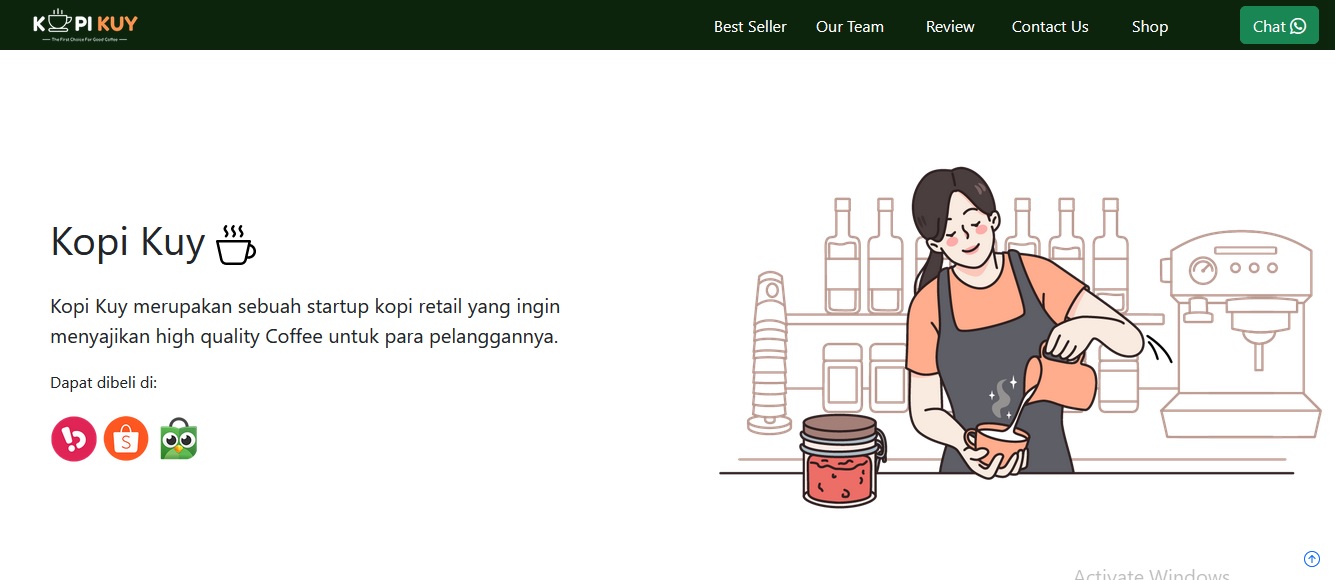 KOPI KUY
The First Choice For Good Coffee
Best Seller
Our Team
Review
Contact Us
Shop
Chat
Kopi Kuy
Kopi Kuy merupakan sebuah startup kopi retail yang ingin
menyajikan high quality Coffee untuk para pelanggannya.
Dapat dibeli di:
Activate Windows